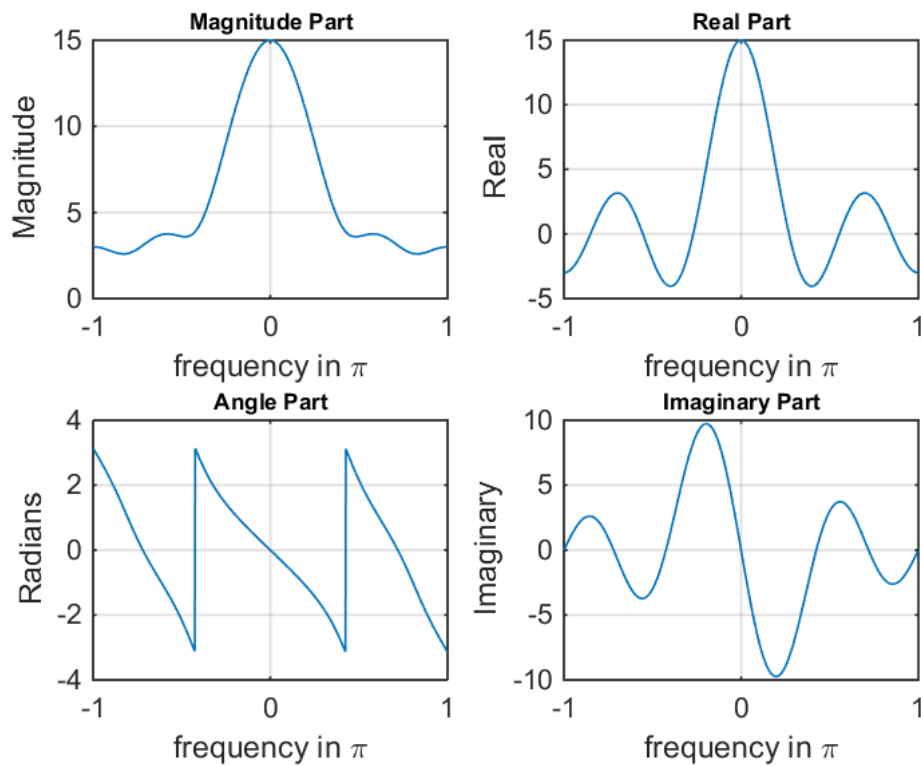 Magnitude Part
15
10
5
0
Magnitude
-1
0
1
frequency in π
Real Part
15
10
5
0
-5
Real
-1
0
1
frequency in π
Angle Part
4
2
0
-2
-4
Radians
-1
0
1
frequency in π
Imaginary Part
10
5
0
-5
-10
Imaginary
-1
0
1
frequency in π